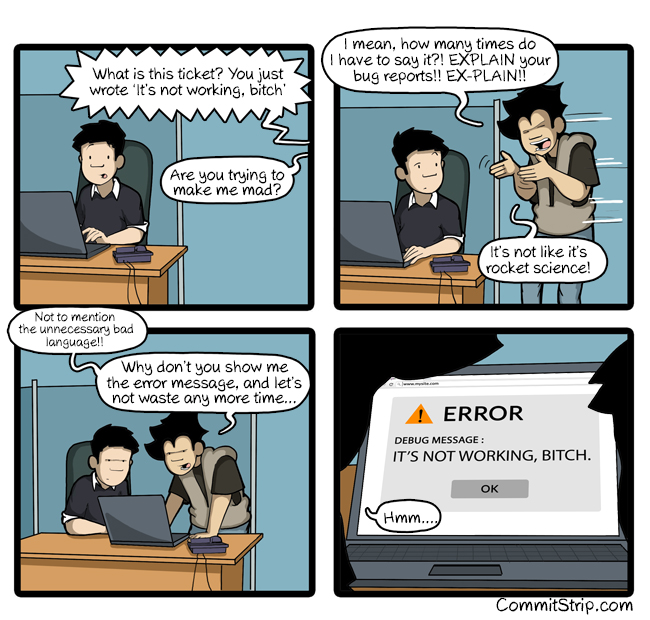 What is this ticket? You just
wrote 'It's not working, bitch'
Are you trying to
make me mad?
I mean, how many times do
I have to say it?! EXPLAIN your
bug reports!! EX-PLAIN!!
It's not like it's
rocket science!
Not to mention
the unnecessary bad
language!!
Why don't you show me
the error message, and let's
not waste any more time...
www.mysite.com
ERROR
DEBUG MESSAGE :
IT'S NOT WORKING, BITCH.
OK
Hmm....
CommitStrip.com